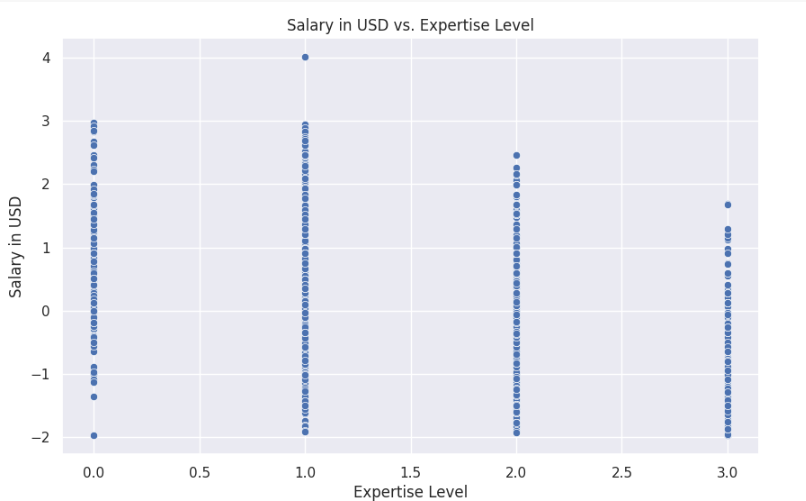 Salary in USD vs. Expertise Level
4
3
2
1
0
−1
−2
Salary in USD
0.0 0.5 1.0 1.5 2.0 2.5 3.0
Expertise Level